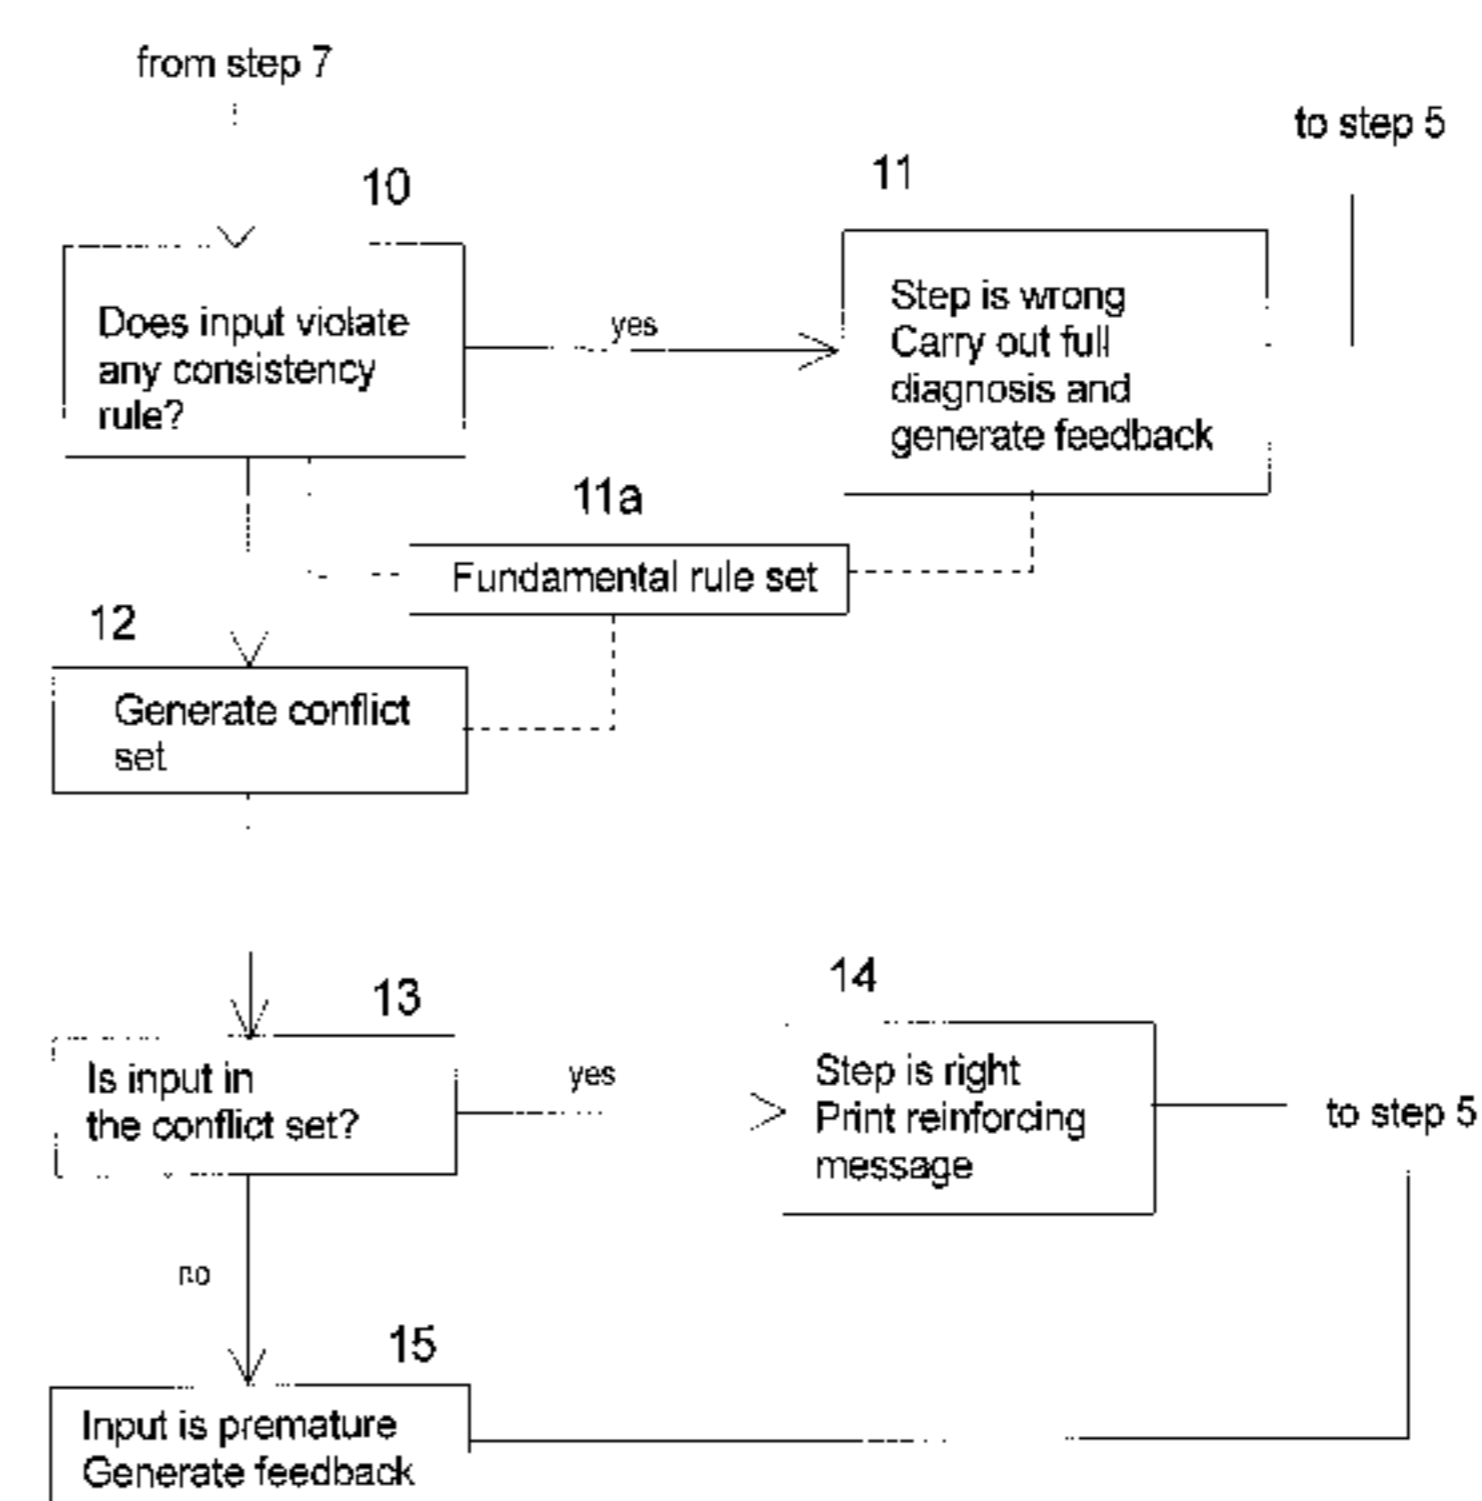 from step 7
to step 5
10
11
Does input violate
any consistency
rule?
yes
Step is wrong
Carry out full
diagnosis and
generate feedback
11a
Fundamental rule set
12
Generate conflict
set
13
14
Is input in
the conflict set?
yes
Step is right
Print reinforcing
message
to step 5
no
15
Input is premature
Generate feedback